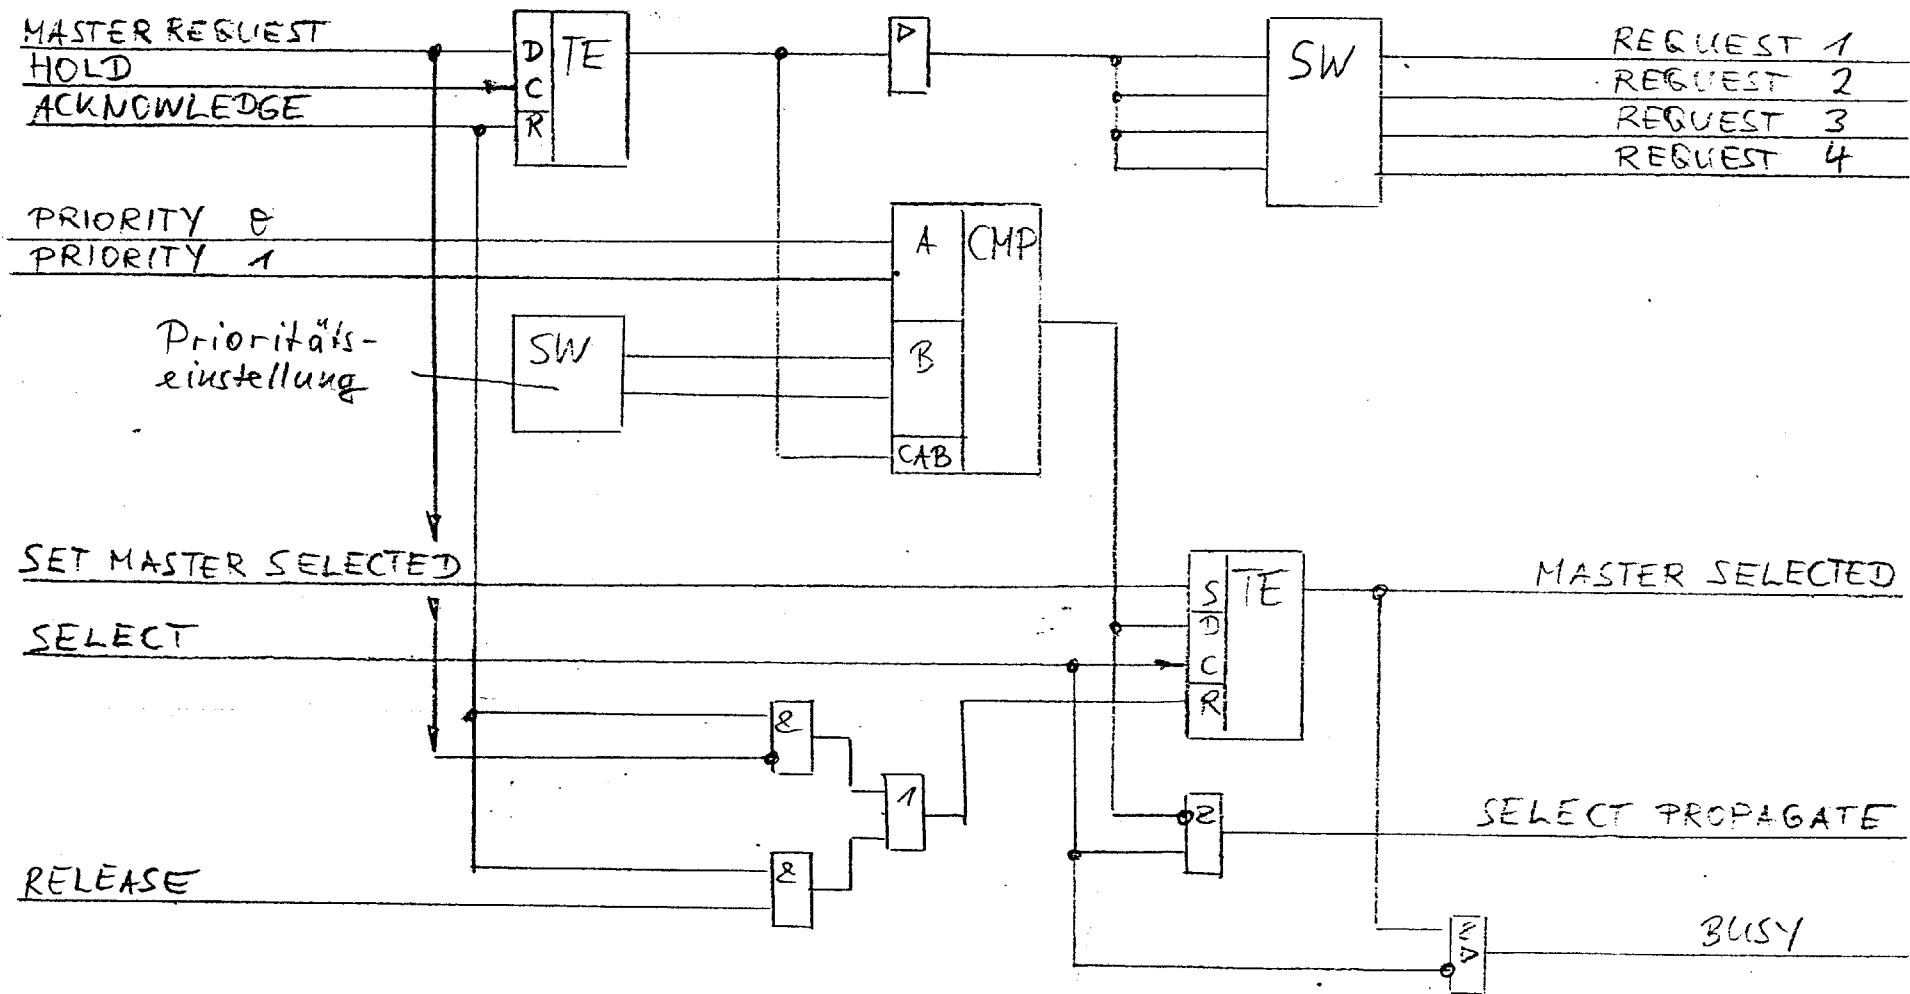 MASTER REQUEST
HOLD
ACKNOWLEDGE
D TE
C
R
▷
SW
REQUEST 1
REQUEST 2
REQUEST 3
REQUEST 4
PRIORITY 0
PRIORITY 1
A CMP
B
CAB
Prioritäts-
einstellung
SW
SET MASTER SELECTED
SELECT
S TE
D
C
R
MASTER SELECTED
&
1
&
RELEASE
&
SELECT PROPAGATE
&
▷
BUSY